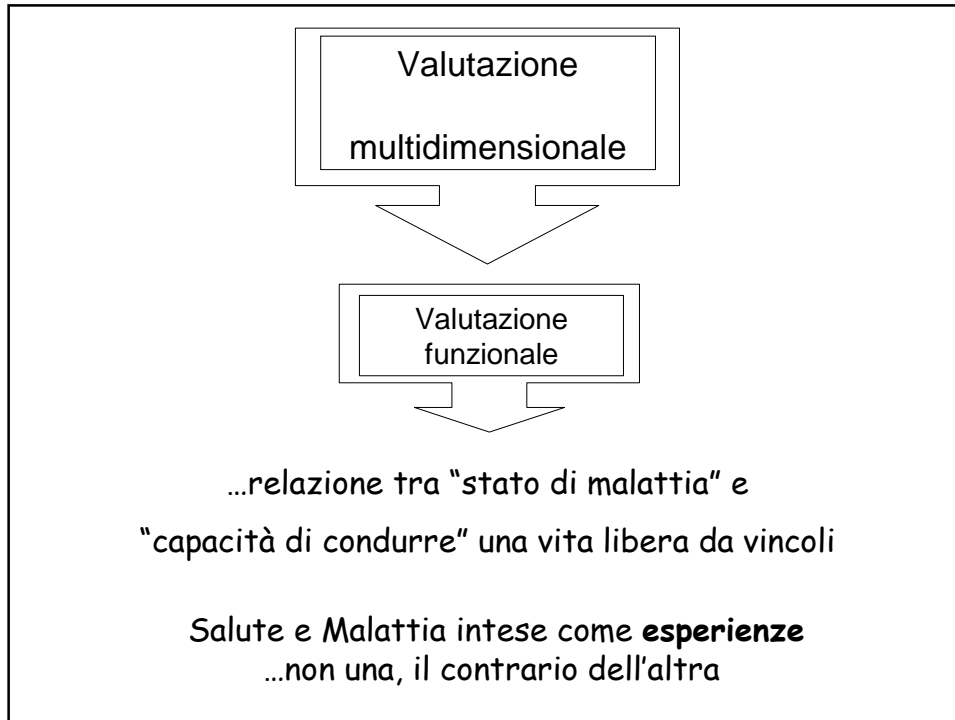 Valutazione
multidimensionale
Valutazione
funzionale
…relazione tra “stato di malattia” e
“capacità di condurre” una vita libera da vincoli
Salute e Malattia intese come esperienze
…non una, il contrario dell’altra